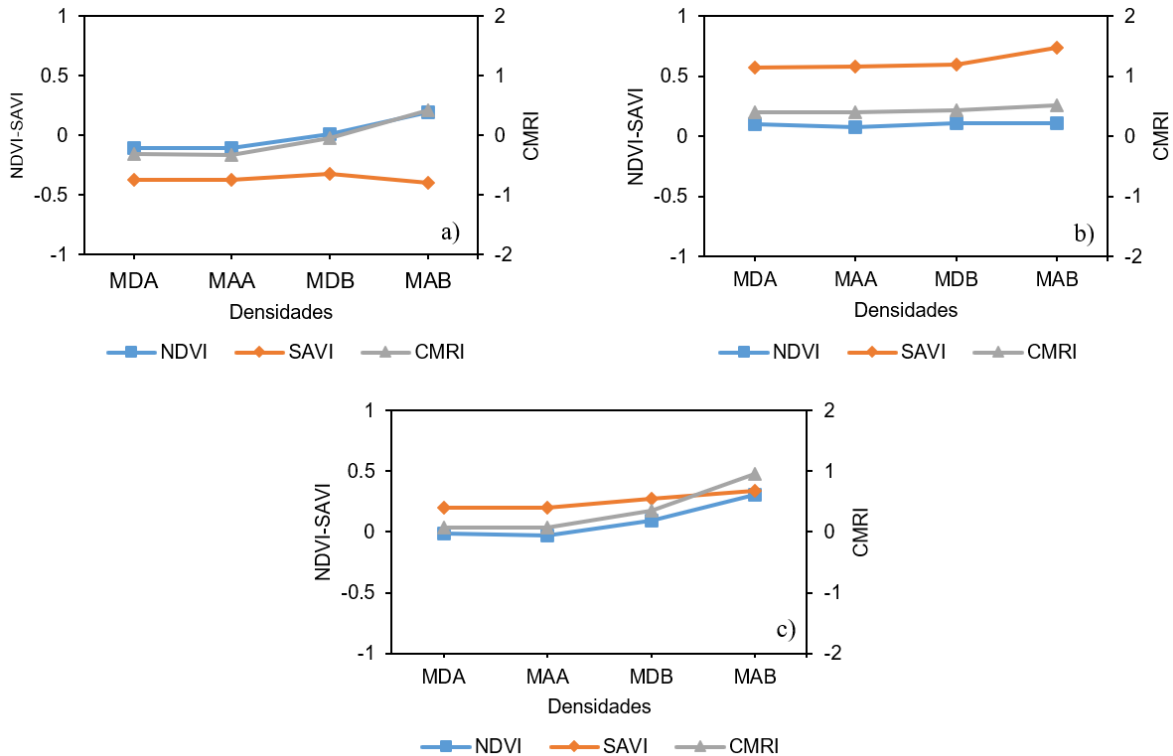 1
0.5
0
-0.5
-1
NDVI-SAVI
2
1
0
-1
-2
CMRI
a)
MDA MAA MDB MAB
Densidades
NDVI SAVI CMRI
1
0.5
0
-0.5
-1
NDVI-SAVI
2
1
0
-1
-2
CMRI
b)
MDA MAA MDB MAB
Densidades
NDVI SAVI CMRI
1
0.5
0
-0.5
-1
NDVI-SAVI
2
1
0
-1
-2
CMRI
c)
MDA MAA MDB MAB
Densidades
NDVI SAVI CMRI